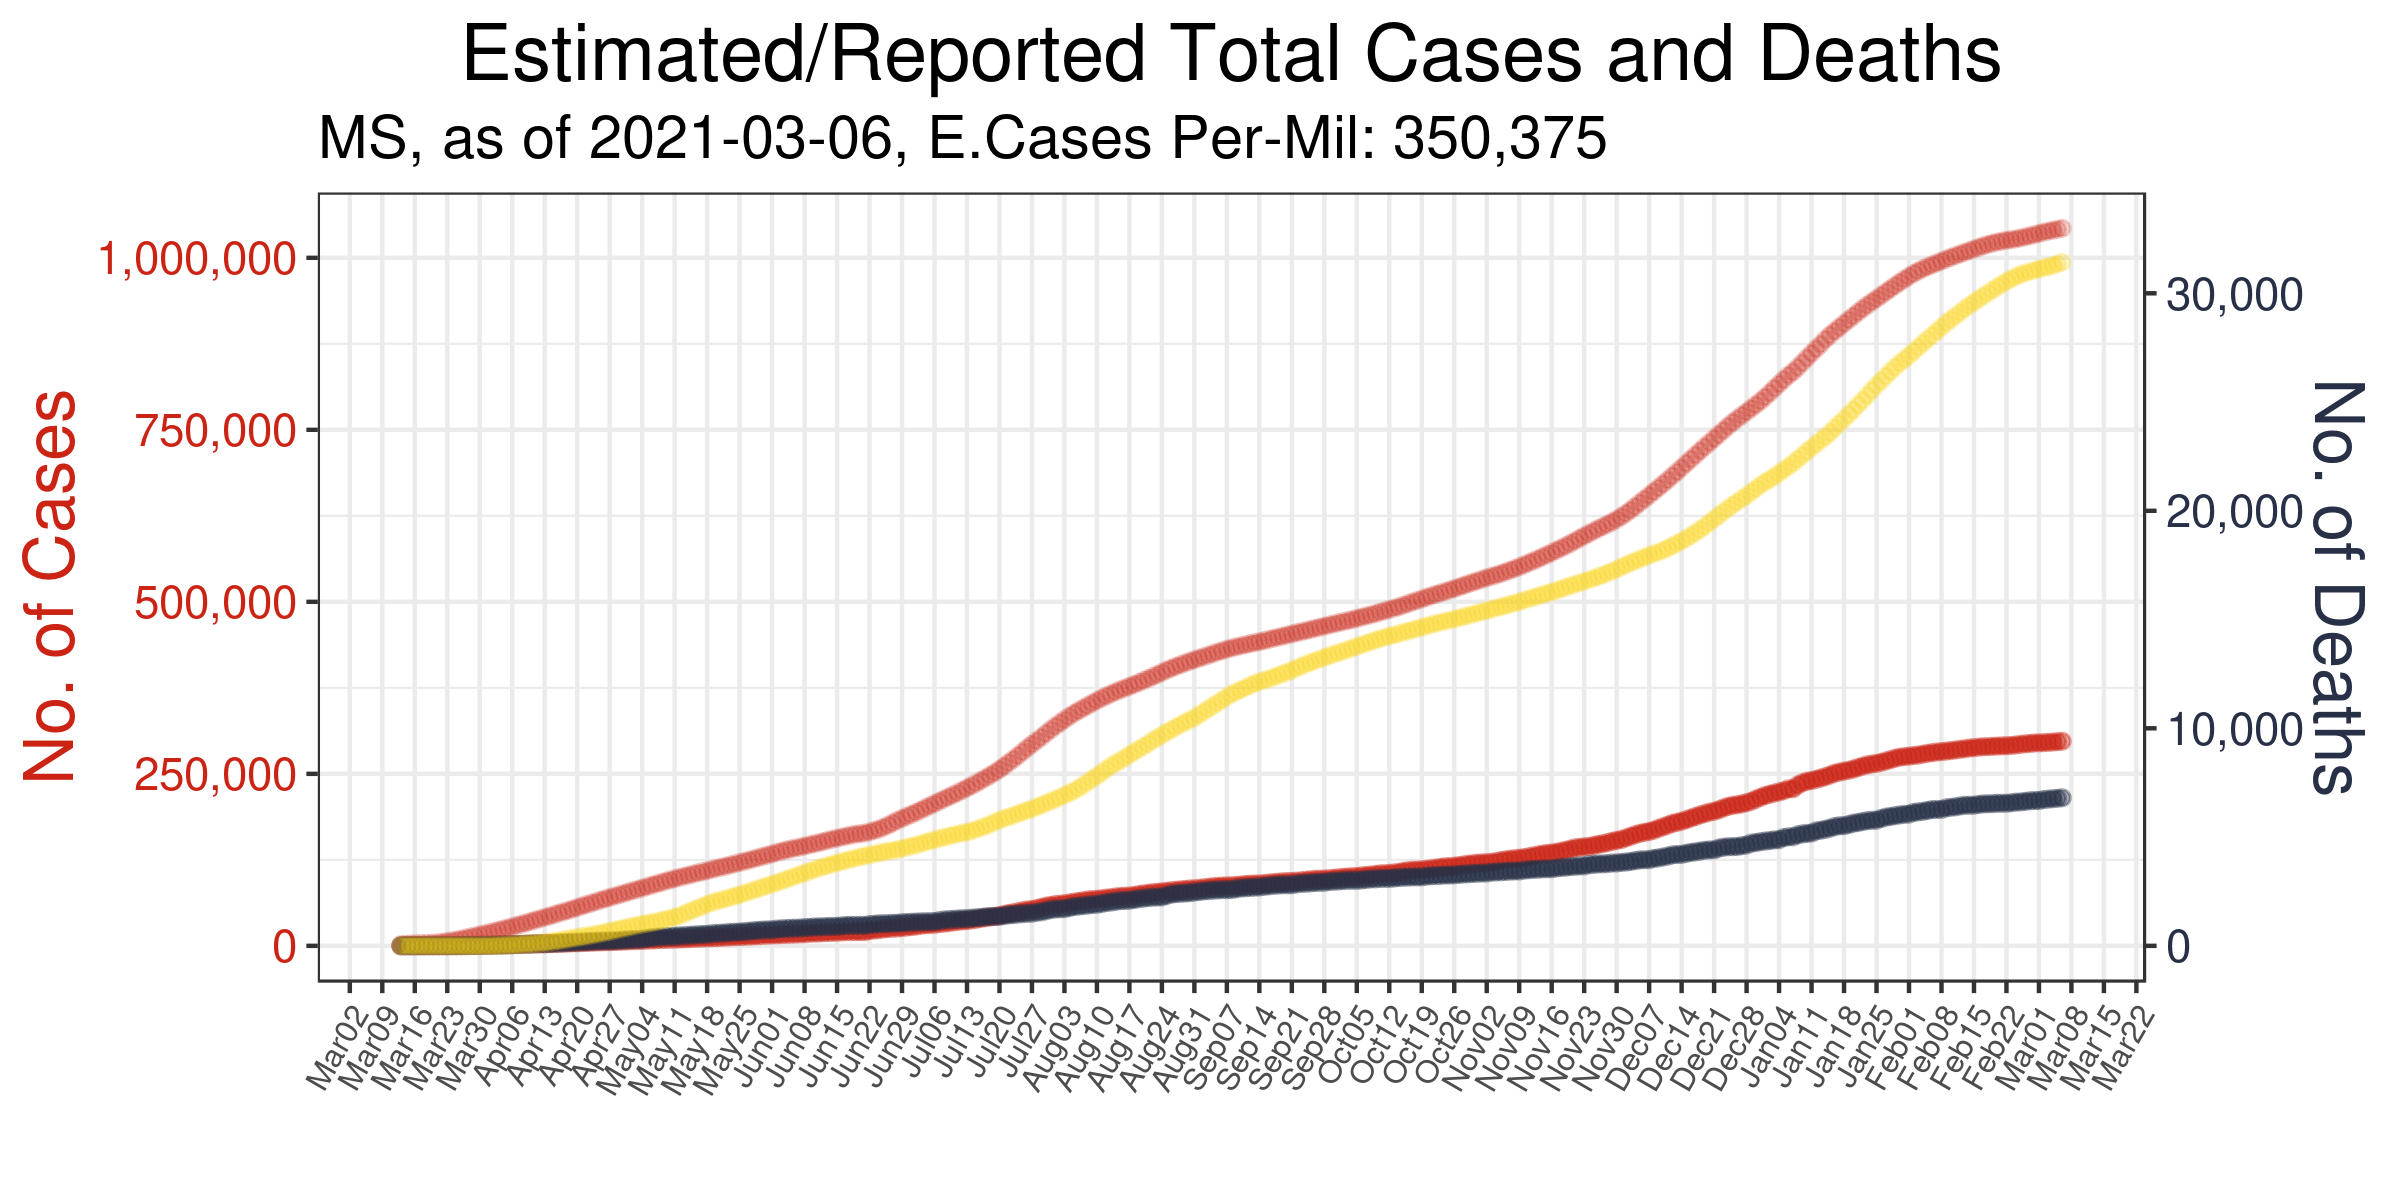 Estimated/Reported Total Cases and Deaths
MS, as of 2021-03-06, E.Cases Per-Mil: 350,375
No. of Cases
1,000,000
750,000
500,000
250,000
0
30,000
20,000
10,000
0
No. of Deaths
Mar02
Mar09
Mar16
Mar23
Mar30
Apr06
Apr13
Apr20
Apr27
May04
May11
May18
May25
Jun01
Jun08
Jun15
Jun22
Jun29
Jul06
Jul13
Jul20
Jul27
Aug03
Aug10
Aug17
Aug24
Aug31
Sep07
Sep14
Sep21
Sep28
Oct05
Oct12
Oct19
Oct26
Nov02
Nov09
Nov16
Nov23
Nov30
Dec07
Dec14
Dec21
Dec28
Jan04
Jan11
Jan18
Jan25
Feb01
Feb08
Feb15
Feb22
Mar01
Mar08
Mar15
Mar22